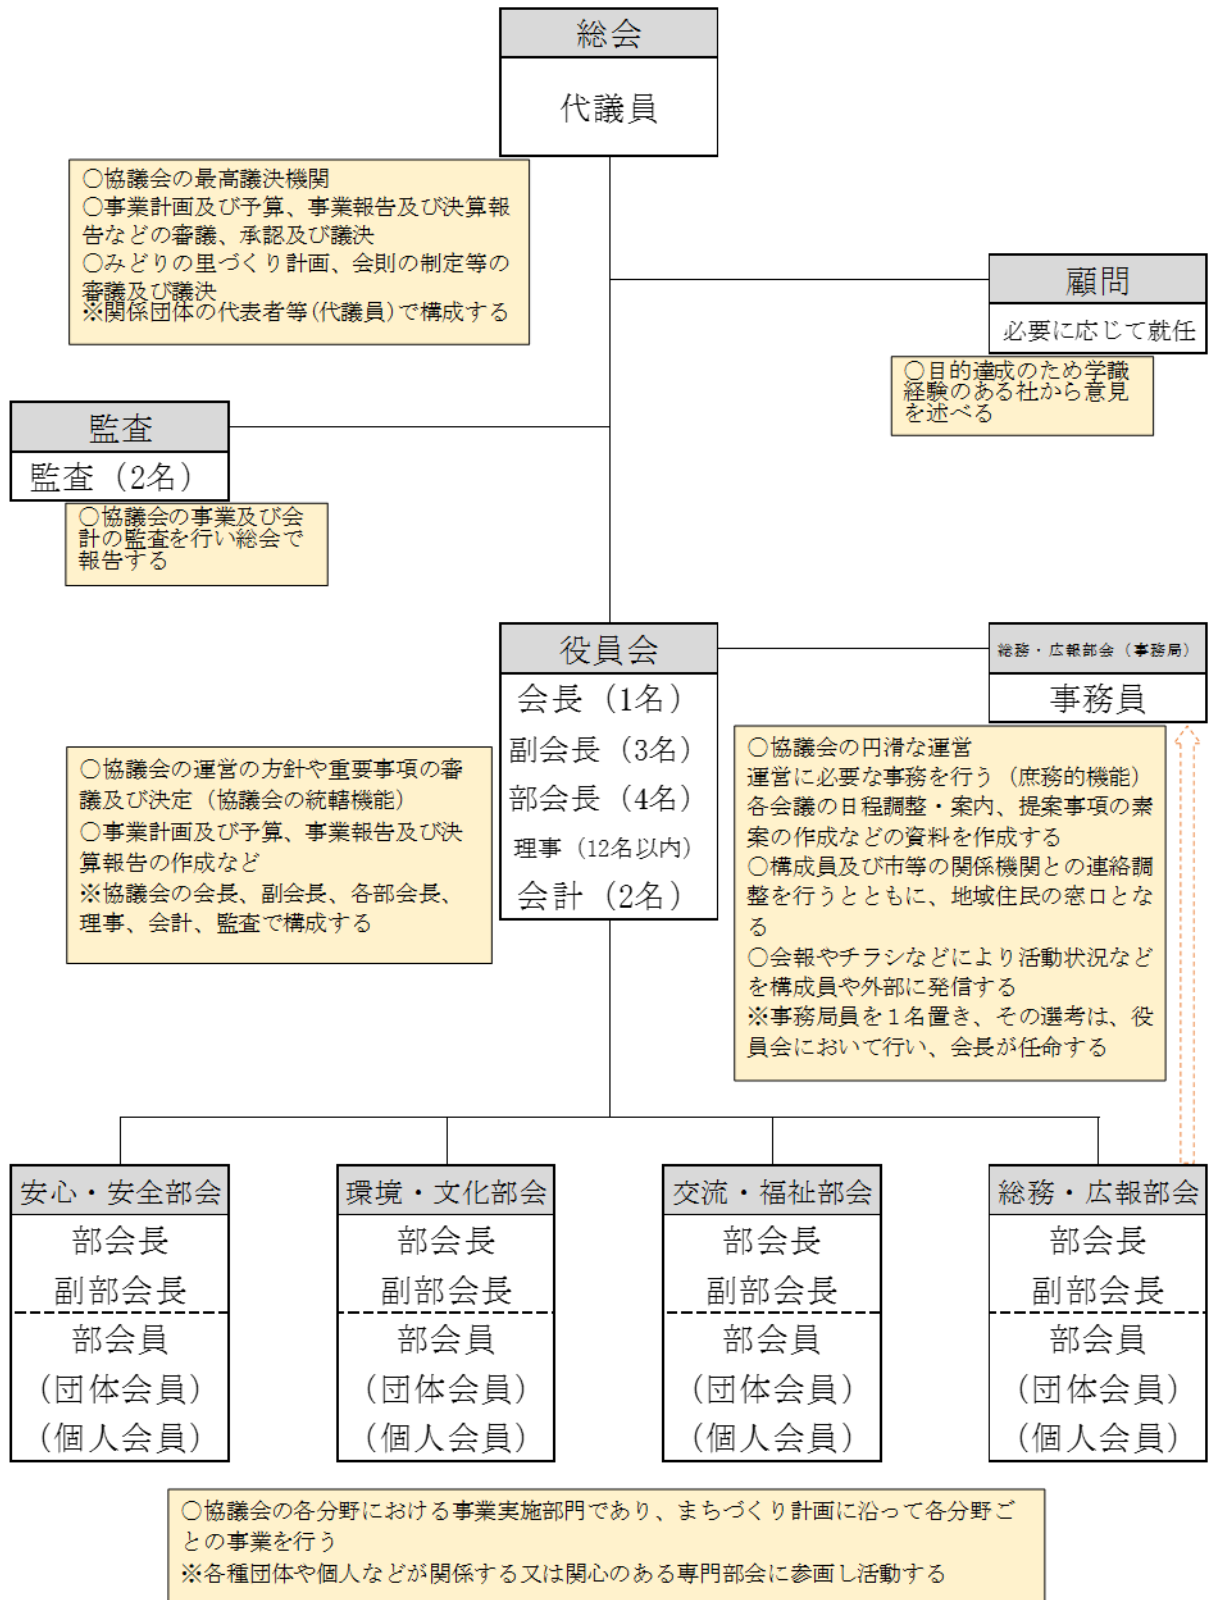 総会
代議員
○協議会の最高議決機関
○事業計画及び予算、事業報告及び決算報
告などの審議、承認及び議決
○みどりの里づくり計画、会則の制定等の
審議及び議決
※関係団体の代表者等(代議員)で構成する
顧問
必要に応じて就任
○目的達成のため学識
経験のある社から意見
を述べる
監査
監査（2名）
○協議会の事業及び会
計の監査を行い総会で
報告する
役員会
会長（1名）
副会長（3名）
部会長（4名）
理事（12名以内）
会計（2名）
総務・広報部会（事務局）
事務員
○協議会の運営の方針や重要事項の審
議及び決定（協議会の統轄機能）
○事業計画及び予算、事業報告及び決
算報告の作成など
※協議会の会長、副会長、各部会長、
理事、会計、監査で構成する
○協議会の円滑な運営
運営に必要な事務を行う（庶務的機能）
各会議の日程調整・案内、提案事項の素
案の作成などの資料を作成する
○構成員及び市等の関係機関との連絡調
整を行うとともに、地域住民の窓口とな
る
○会報やチラシなどにより活動状況など
を構成員や外部に発信する
※事務局員を１名置き、その選考は、役
員会において行い、会長が任命する
安心・安全部会
部会長
副部会長
部会員
（団体会員）
（個人会員）
環境・文化部会
部会長
副部会長
部会員
（団体会員）
（個人会員）
交流・福祉部会
部会長
副部会長
部会員
（団体会員）
（個人会員）
総務・広報部会
部会長
副部会長
部会員
（団体会員）
（個人会員）
○協議会の各分野における事業実施部門であり、まちづくり計画に沿って各分野ご
との事業を行う
※各種団体や個人などが関係する又は関心のある専門部会に参画し活動する